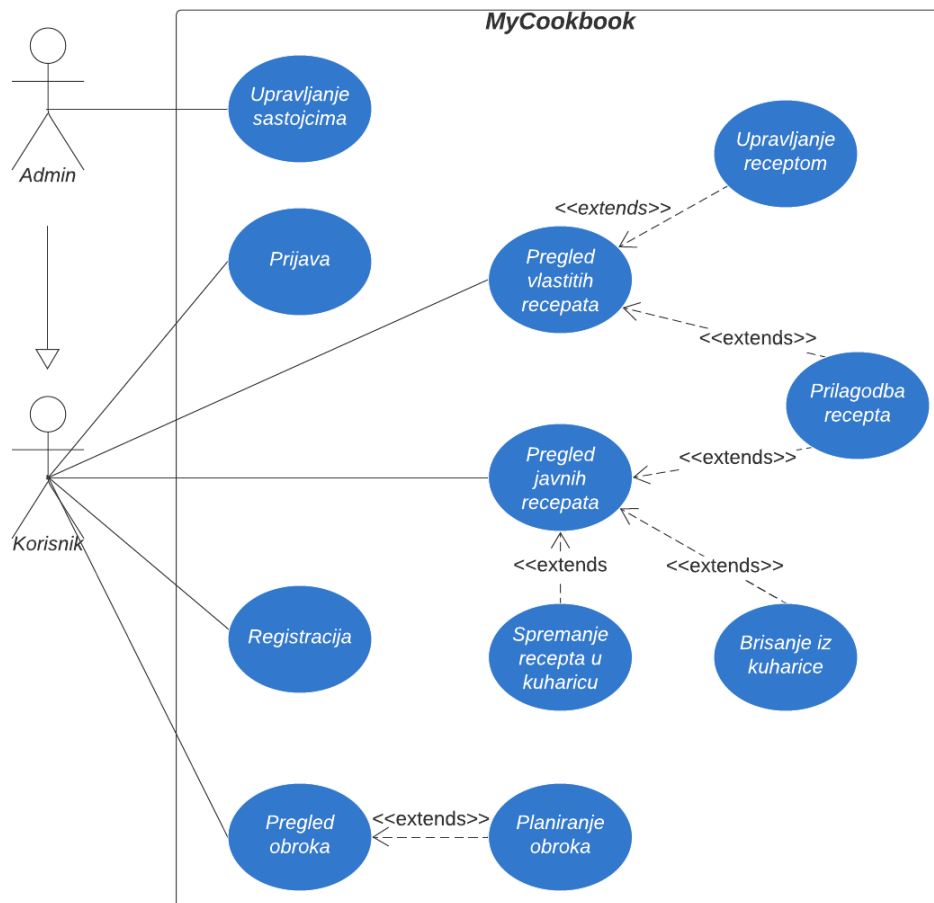 MyCookbook
Upravljanje
sastojcima
Admin
Upravljanje
receptom
<<extends>>
Prijava
Pregled
vlastitih
recepata
<<extends>>
Prilagodba
recepta
Pregled
javnih
recepata
<<extends>>
Korisnik
<<extends
<<extends>>
Registracija
Spremanje
recepta u
kuharicu
Brisanje iz
kuharice
Pregled
obroka
<<extends>>
Planiranje
obroka